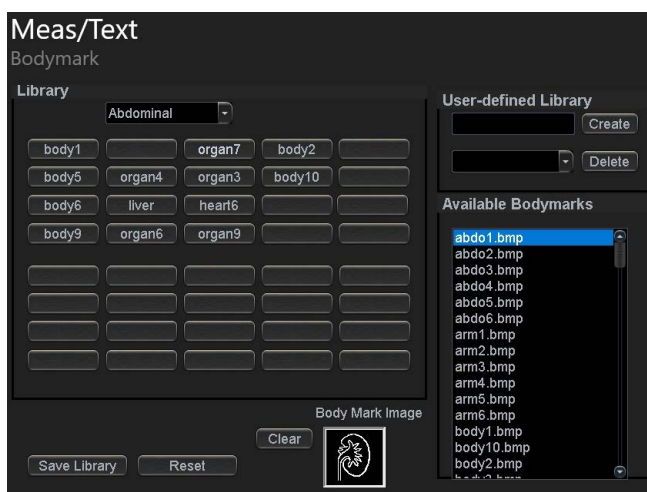 Meas/Text
Bodymark
Library
Abdominal
body1 organ7 body2
body5 organ4 organ3 body10
body6 liver heart6
body9 organ6 organ9
Body Mark Image
Clear
Save Library Reset
User-defined Library
Create
Delete
Available Bodymarks
abdo1.bmp
abdo2.bmp
abdo3.bmp
abdo4.bmp
abdo5.bmp
abdo6.bmp
arm1.bmp
arm2.bmp
arm3.bmp
arm4.bmp
arm5.bmp
arm6.bmp
body1.bmp
body10.bmp
body2.bmp